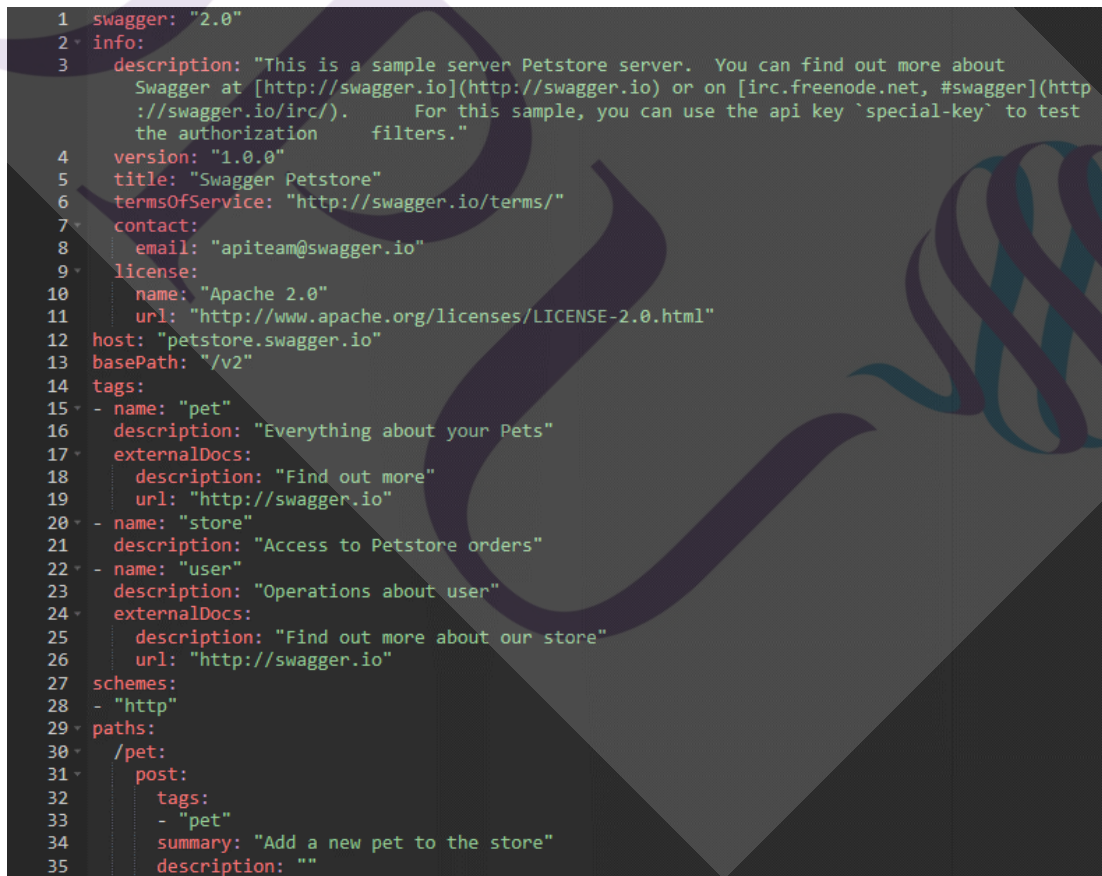 1 swagger: "2.0"
2 info:
3 description: "This is a sample server Petstore server.  You can find out more about
Swagger at [http://swagger.io](http://swagger.io) or on [irc.freenode.net, #swagger](http
://swagger.io/irc/).      For this sample, you can use the api key `special-key` to test
the authorization     filters."
4 version: "1.0.0"
5 title: "Swagger Petstore"
6 termsOfService: "http://swagger.io/terms/"
7 contact:
8 email: "apiteam@swagger.io"
9 license:
10 name: "Apache 2.0"
11 url: "http://www.apache.org/licenses/LICENSE-2.0.html"
12 host: "petstore.swagger.io"
13 basePath: "/v2"
14 tags:
15 - name: "pet"
16 description: "Everything about your Pets"
17 externalDocs:
18 description: "Find out more"
19 url: "http://swagger.io"
20 - name: "store"
21 description: "Access to Petstore orders"
22 - name: "user"
23 description: "Operations about user"
24 externalDocs:
25 description: "Find out more about our store"
26 url: "http://swagger.io"
27 schemes:
28 - "http"
29 paths:
30 /pet:
31 post:
32 tags:
33 - "pet"
34 summary: "Add a new pet to the store"
35 description: ""